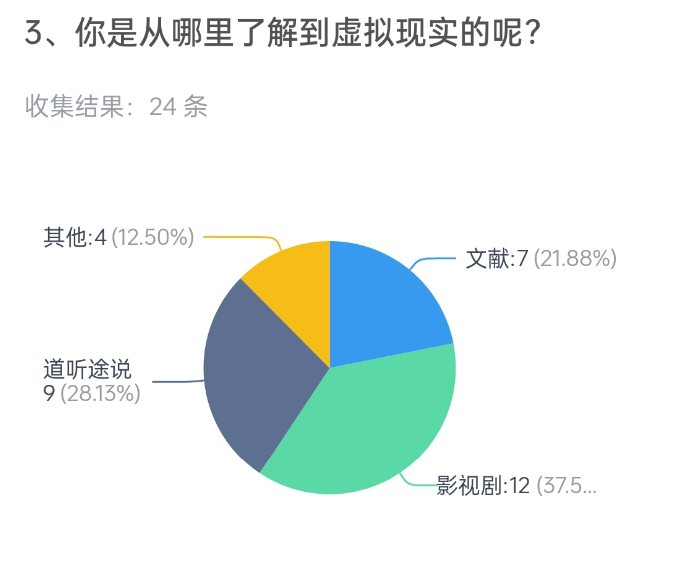 3、你是从哪里了解到虚拟现实的呢?
收集结果：24 条
其他:4 (12.50%)
文献:7 (21.88%)
道听途说
9 (28.13%)
影视剧:12 (37.5...